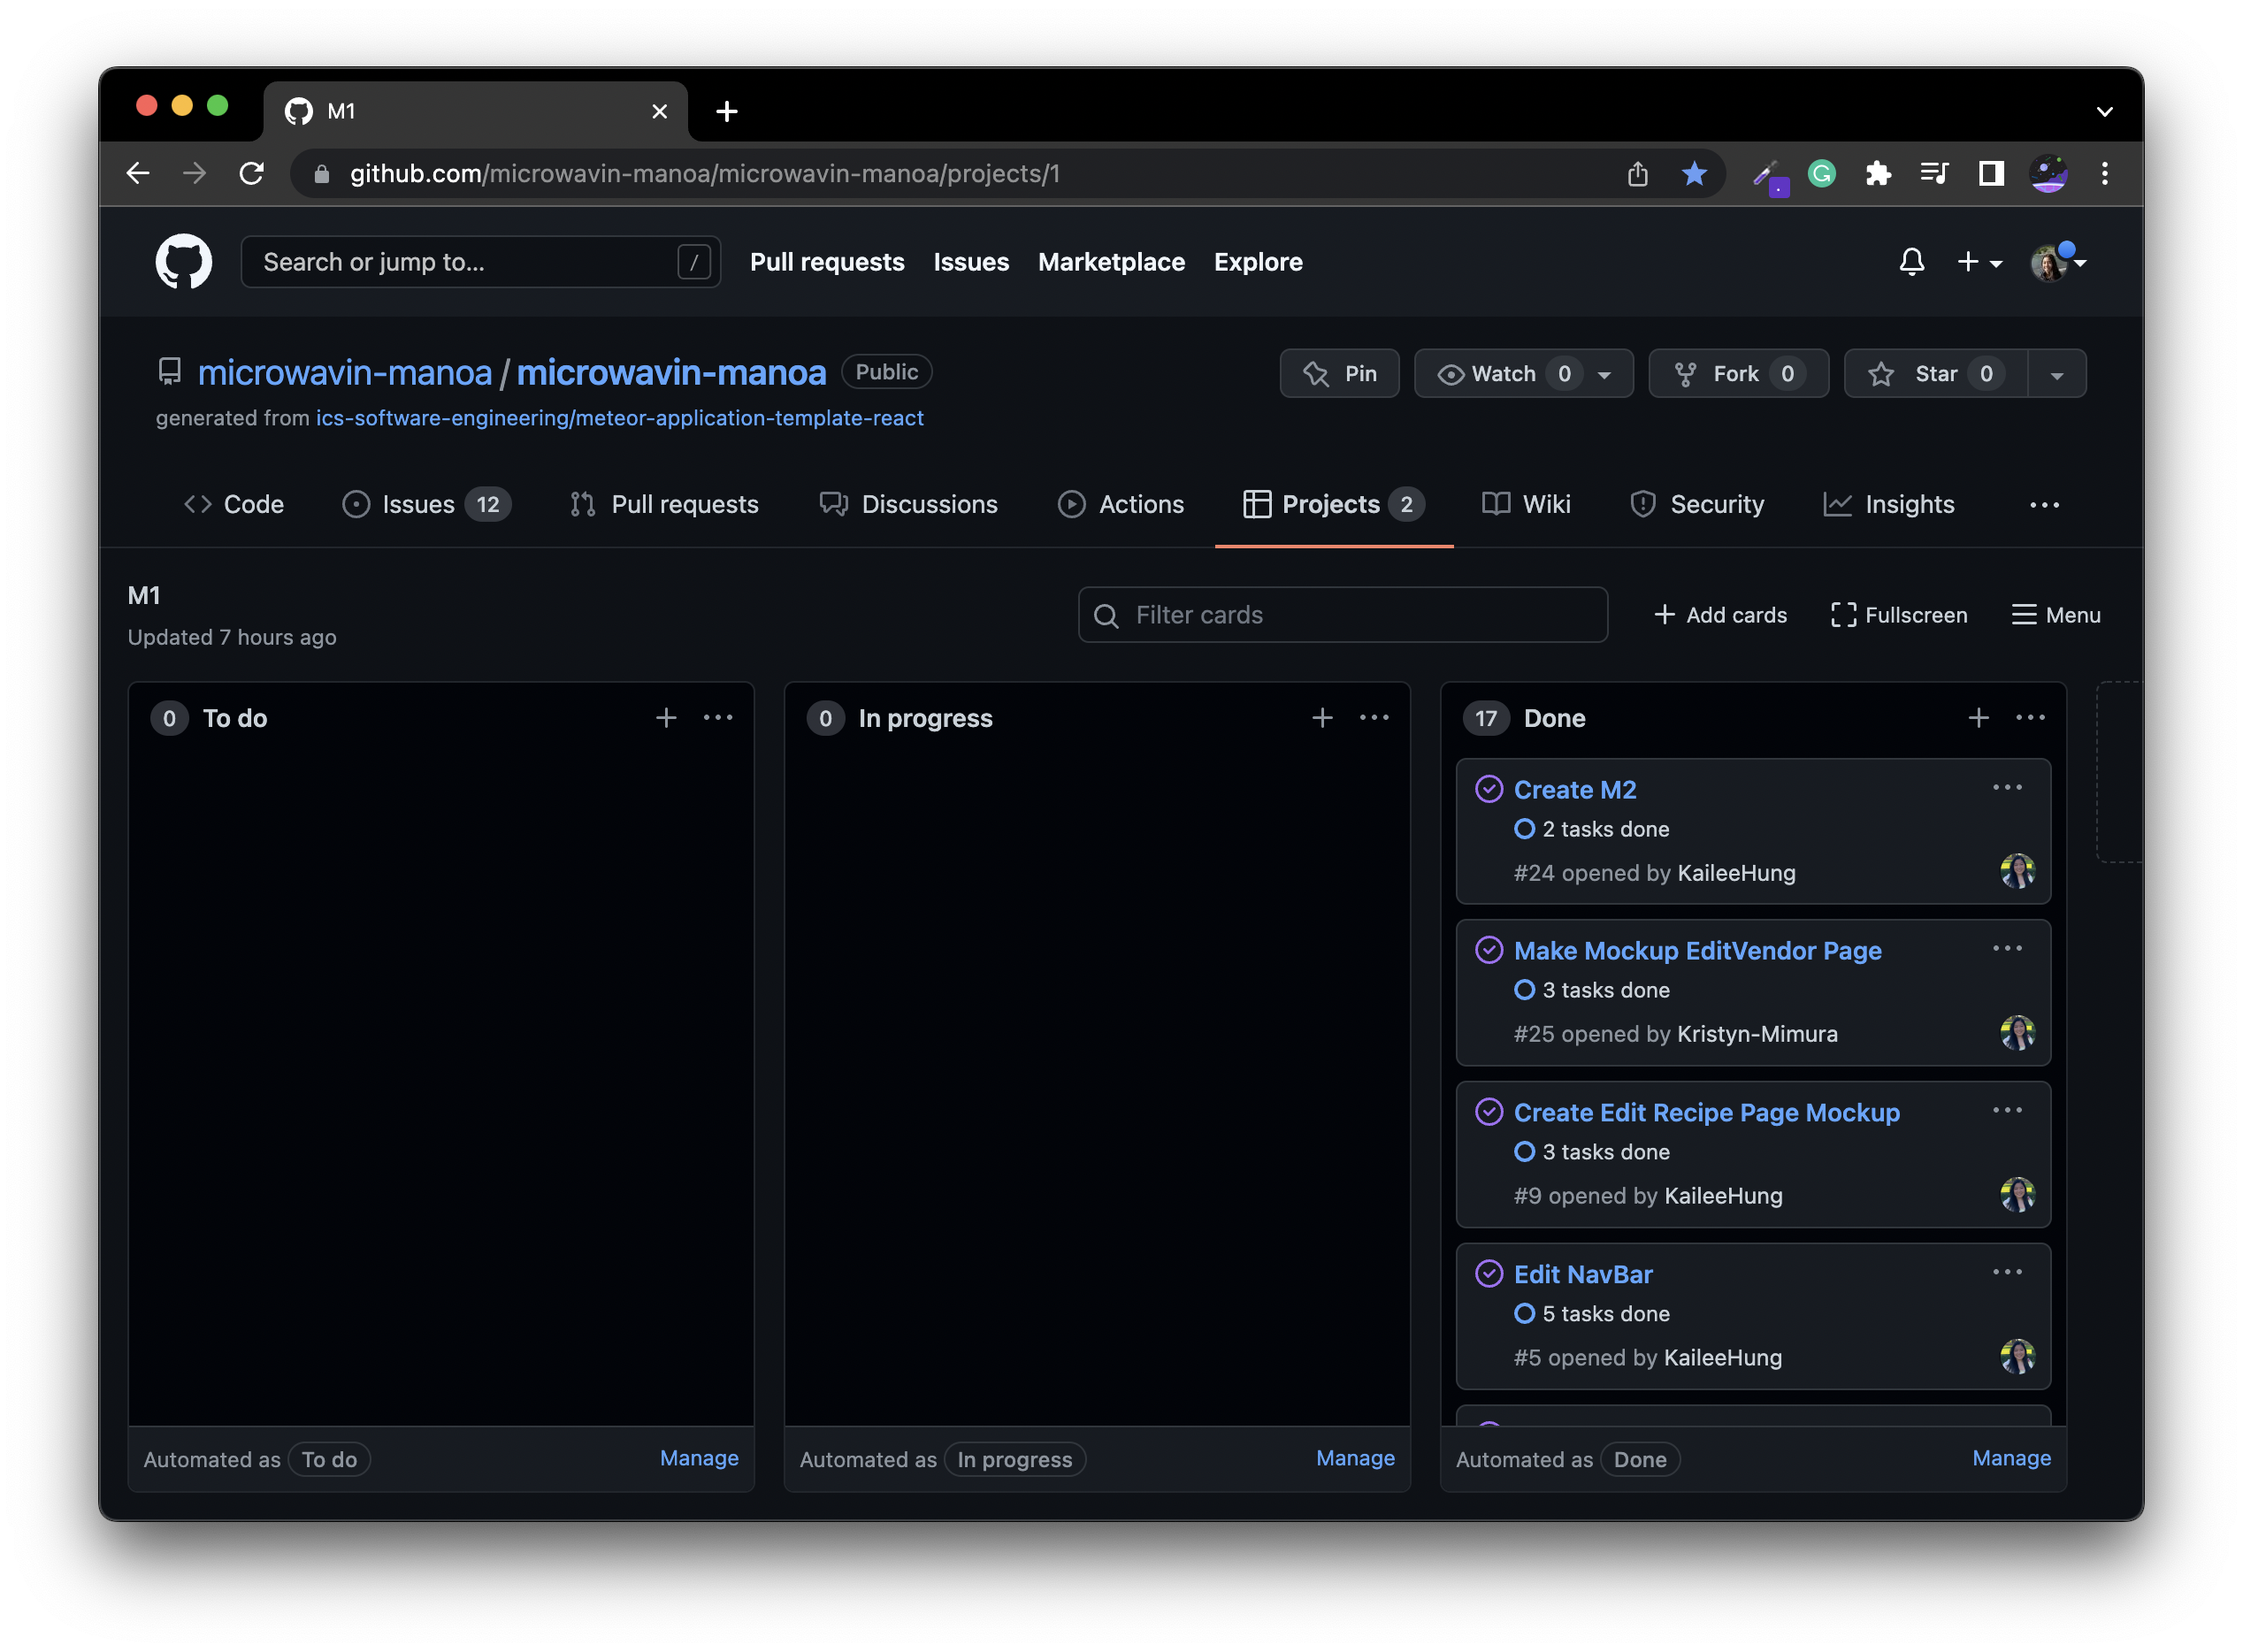 M1
github.com/microwavin-manoa/microwavin-manoa/projects/1
Search or jump to... /
Pull requests Issues Marketplace Explore
microwavin-manoa / microwavin-manoa Public
Pin Watch 0 Fork 0 Star 0
generated from ics-software-engineering/meteor-application-template-react
Code Issues 12 Pull requests Discussions Actions Projects 2 Wiki Security Insights
M1
Updated 7 hours ago
Filter cards
Add cards Fullscreen Menu
0 To do
Automated as To do Manage
0 In progress
Automated as In progress Manage
17 Done
Create M2
2 tasks done
#24 opened by KaileeHung
Make Mockup EditVendor Page
3 tasks done
#25 opened by Kristyn-Mimura
Create Edit Recipe Page Mockup
3 tasks done
#9 opened by KaileeHung
Edit NavBar
5 tasks done
#5 opened by KaileeHung
Automated as Done Manage